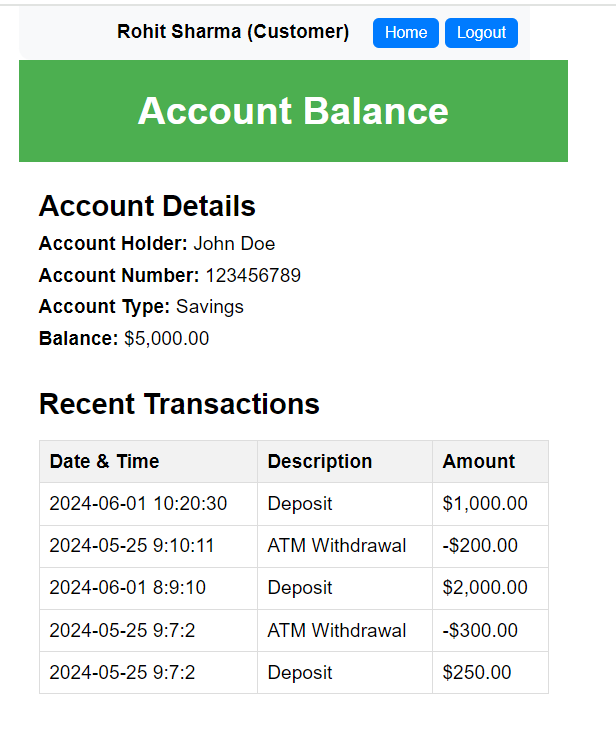 Rohit Sharma (Customer) Home Logout
Account Balance
Account Details
Account Holder: John Doe
Account Number: 123456789
Account Type: Savings
Balance: $5,000.00
Recent Transactions
Date & Time Description Amount
2024-06-01 10:20:30 Deposit $1,000.00
2024-05-25 9:10:11 ATM Withdrawal -$200.00
2024-06-01 8:9:10 Deposit $2,000.00
2024-05-25 9:7:2 ATM Withdrawal -$300.00
2024-05-25 9:7:2 Deposit $250.00